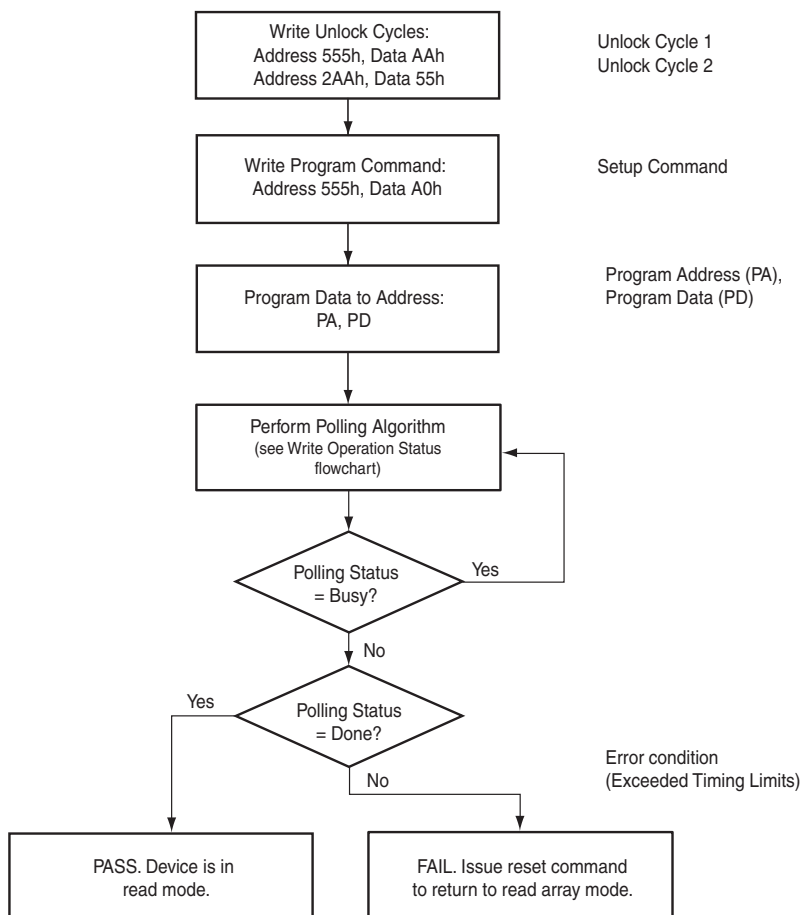 Write Unlock Cycles:
Address 555h, Data AAh
Address 2AAh, Data 55h
Unlock Cycle 1
Unlock Cycle 2
Write Program Command:
Address 555h, Data A0h
Setup Command
Program Data to Address:
PA, PD
Program Address (PA),
Program Data (PD)
Perform Polling Algorithm
(see Write Operation Status
flowchart)
Polling Status
= Busy?
Yes
No
Polling Status
= Done?
Yes
No
Error condition
(Exceeded Timing Limits)
PASS. Device is in
read mode.
FAIL. Issue reset command
to return to read array mode.